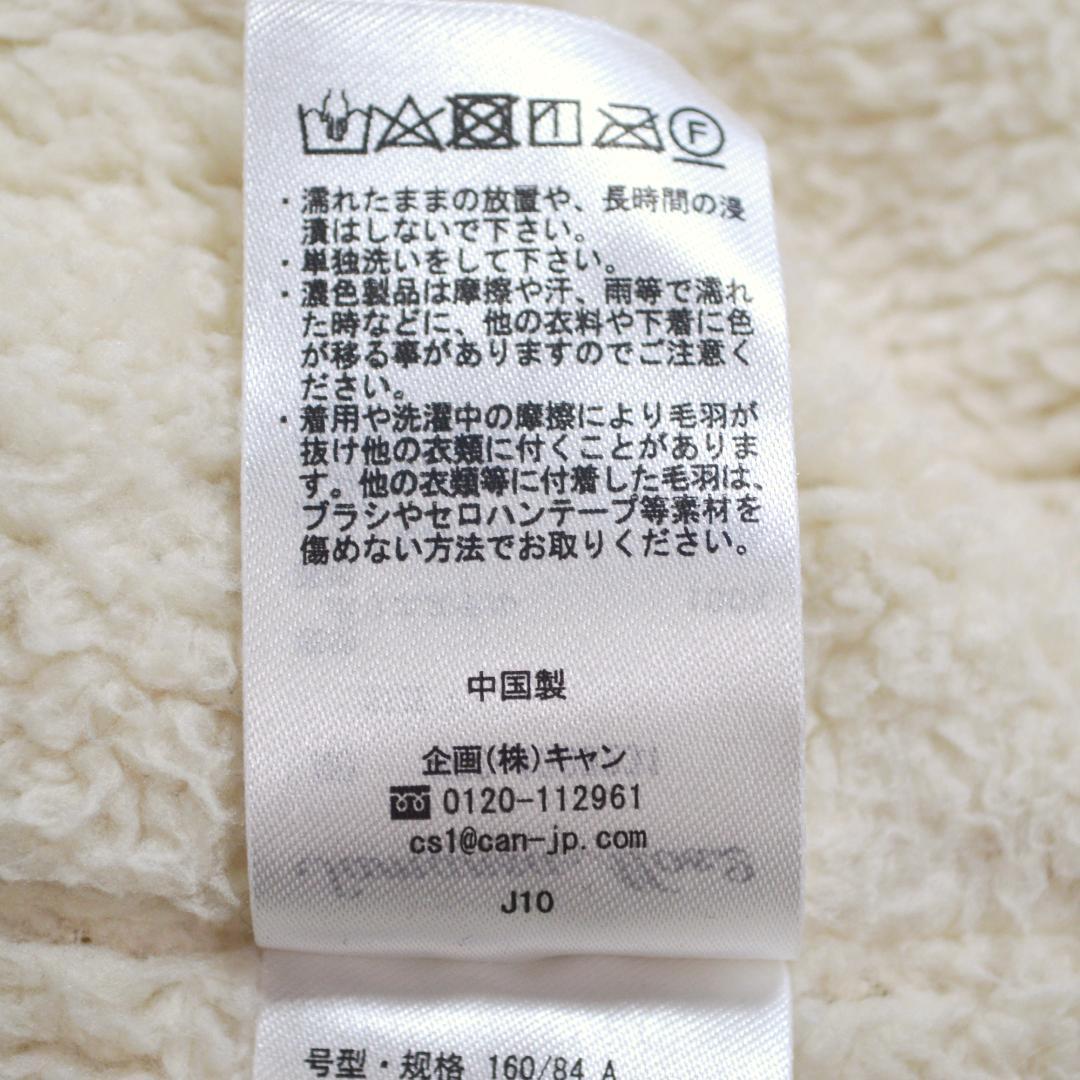 ・濡れたままの放置や、長時間の浸
漬はしないで下さい。
・単独洗いをして下さい。
・濃色製品は摩擦や汗、雨等で濡れ
た時などに、他の衣料や下着に色
が移る事がありますのでご注意く
ださい。
・着用や洗濯中の摩擦により毛羽が
抜け他の衣類に付くことがありま
す。他の衣類等に付着した毛羽は、
ブラシやセロハンテープ等素材を
傷めない方法でお取りください。
中国製
企画(株)キャン
0120-112961
cs1@can-jp.com
J10
号型・规格 160/84 A